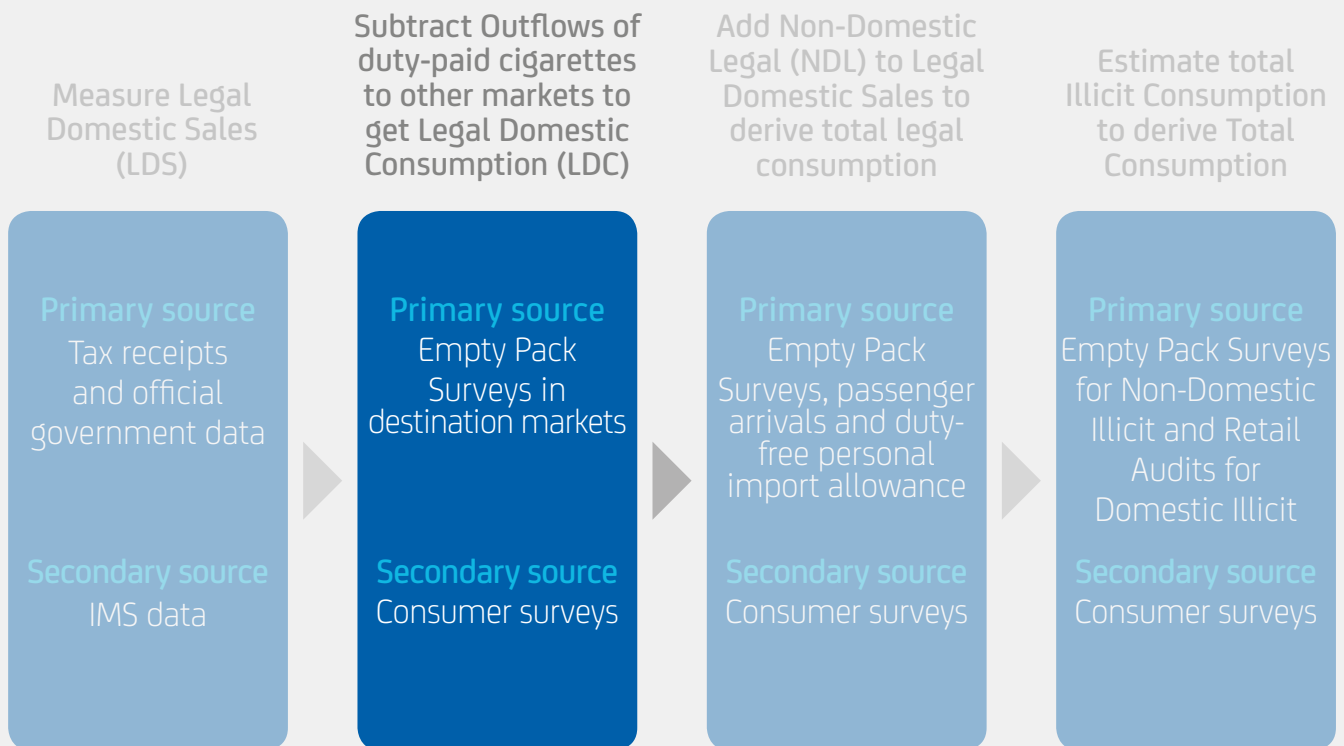 Measure Legal
Domestic Sales
(LDS)
Primary source
Tax receipts
and official
government data
Secondary source
IMS data
Subtract Outflows of
duty-paid cigarettes
to other markets to
get Legal Domestic
Consumption (LDC)
Primary source
Empty Pack
Surveys in
destination markets
Secondary source
Consumer surveys
Add Non-Domestic
Legal (NDL) to Legal
Domestic Sales to
derive total legal
consumption
Primary source
Empty Pack
Surveys, passenger
arrivals and duty-
free personal
import allowance
Secondary source
Consumer surveys
Estimate total
Illicit Consumption
to derive Total
Consumption
Primary source
Empty Pack Surveys
for Non-Domestic
Illicit and Retail
Audits for
Domestic Illicit
Secondary source
Consumer surveys